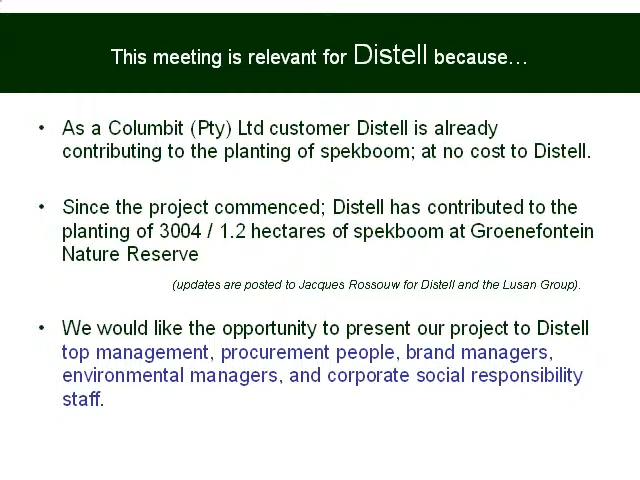 This meeting is relevant for Distell because…
• As a Columbit (Pty) Ltd customer Distell is already
contributing to the planting of spekboom; at no cost to Distell.
• Since the project commenced; Distell has contributed to the
planting of 3004 / 1.2 hectares of spekboom at Groenefontein
Nature Reserve
(updates are posted to Jacques Rossouw for Distell and the Lusan Group).
• We would like the opportunity to present our project to Distell
top management, procurement people, brand managers,
environmental managers, and corporate social responsibility
staff.